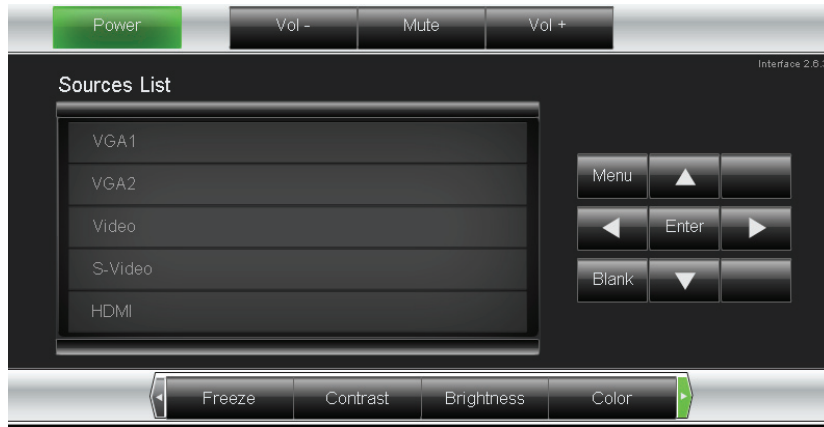 Power Vol - Mute Vol +
Interface 2.6.
Sources List
VGA1
VGA2
Video
S-Video
HDMI
Menu
Enter
Blank
Freeze Contrast Brightness Color